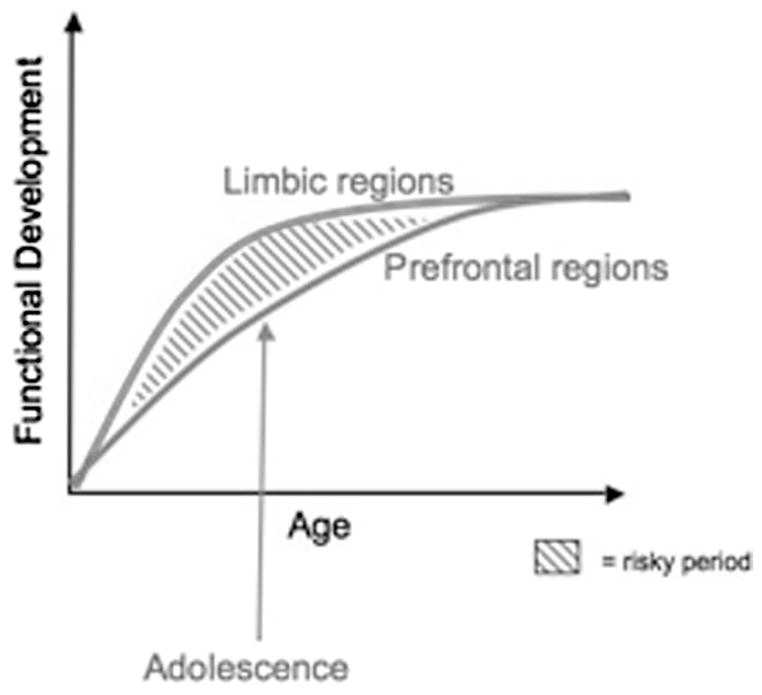 Functional Development
Limbic regions
Prefrontal regions
Age
= risky period
Adolescence